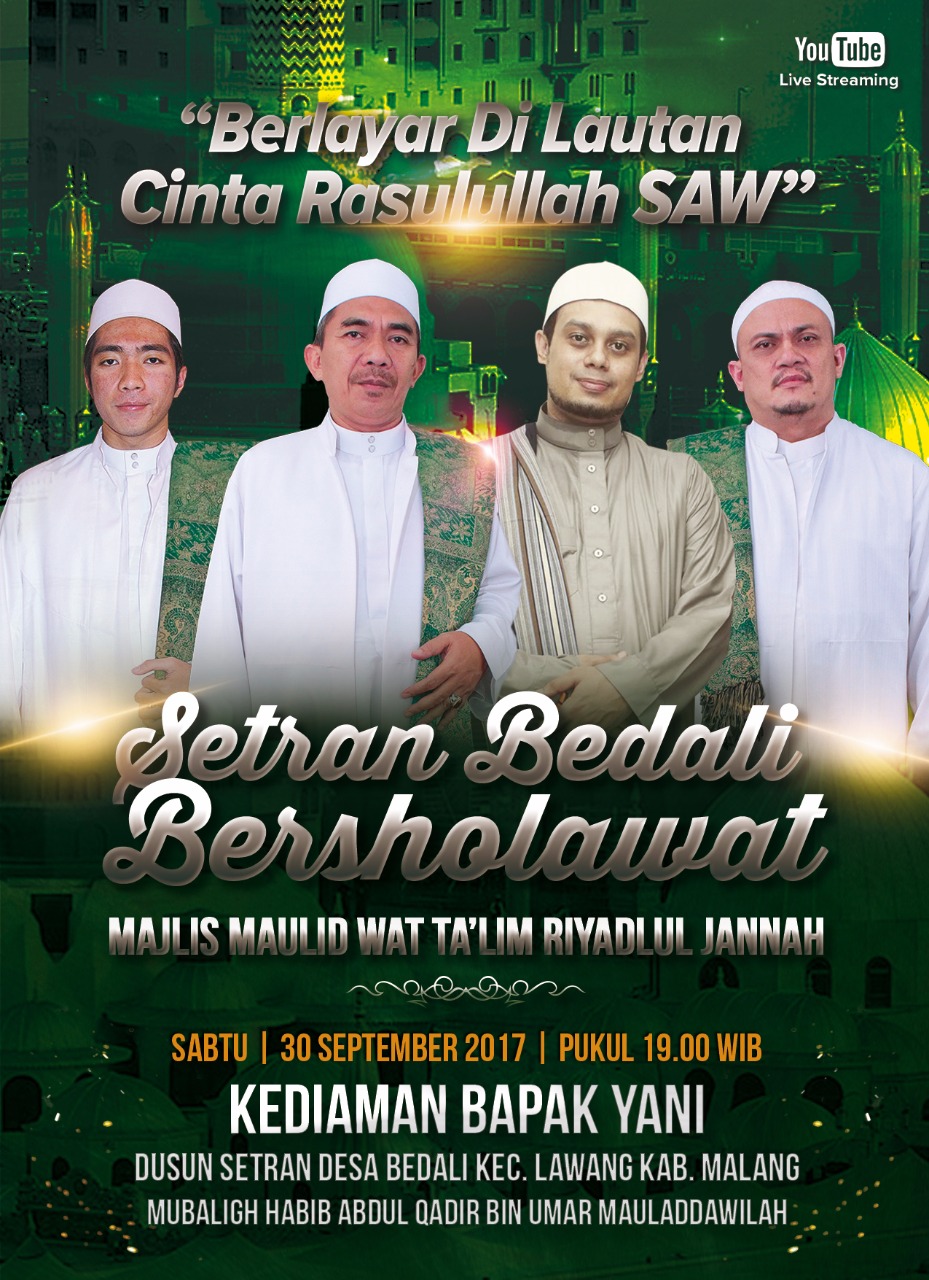 YouTube
Live Streaming
“Berlayar Di Lautan
Cinta Rasulullah SAW”
Setran Bedali
Bersholawat
MAJLIS MAULID WAT TA’LIM RIYADLUL JANNAH
SABTU | 30 SEPTEMBER 2017 | PUKUL 19.00 WIB
KEDIAMAN BAPAK YANI
DUSUN SETRAN DESA BEDALI KEC. LAWANG KAB. MALANG
MUBALIGH HABIB ABDUL QADIR BIN UMAR MAULADDAWILAH